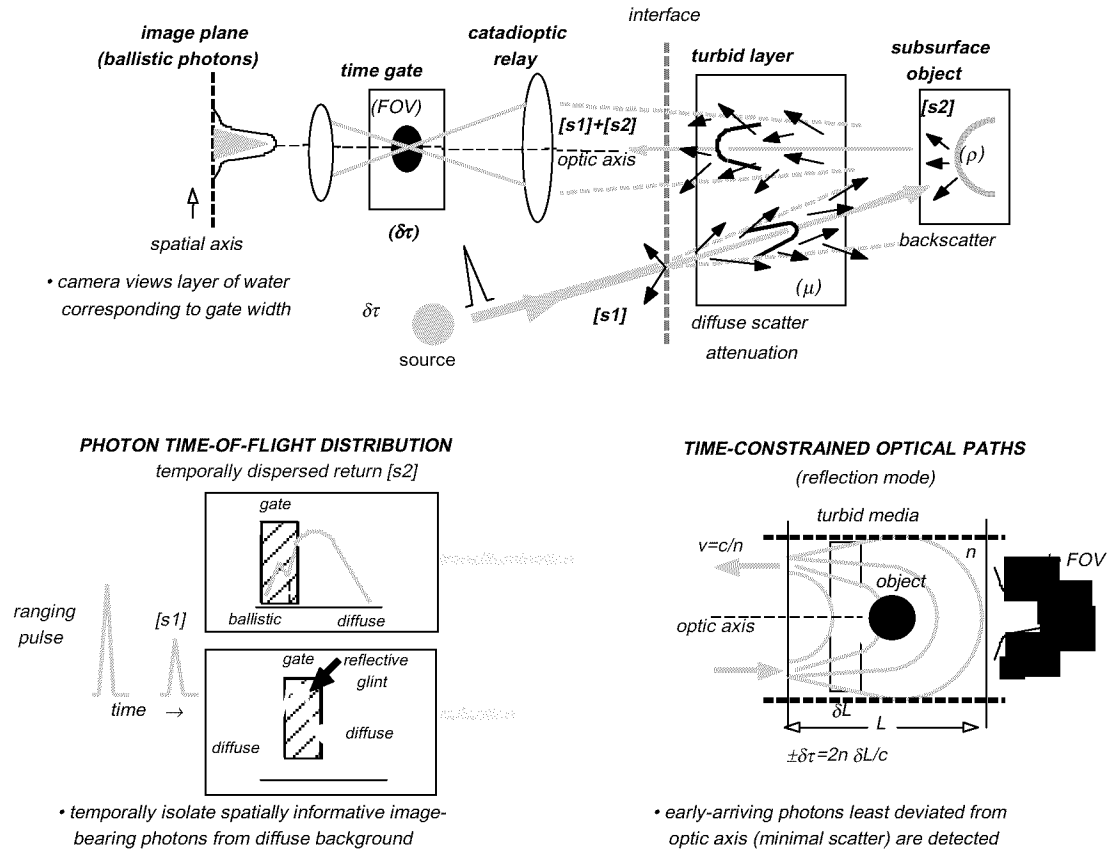 interface
image plane
(ballistic photons)
catadioptic
relay
time gate
turbid layer
subsurface
object
(FOV)
[s1]+[s2]
optic axis
[s2]
(ρ)
spatial axis
(δτ)
backscatter
• camera views layer of water
corresponding to gate width
(μ)
[s1]
δτ
source
diffuse scatter
attenuation
PHOTON TIME-OF-FLIGHT DISTRIBUTION
temporally dispersed return [s2]
gate
ballistic
diffuse
ranging
pulse
[s1]
time →
gate
reflective
glint
diffuse
diffuse
• temporally isolate spatially informative image-
bearing photons from diffuse background
TIME-CONSTRAINED OPTICAL PATHS
(reflection mode)
turbid media
v=c/n
n
FOV
object
optic axis
δL
L
±δτ=2n δL/c
• early-arriving photons least deviated from
optic axis (minimal scatter) are detected